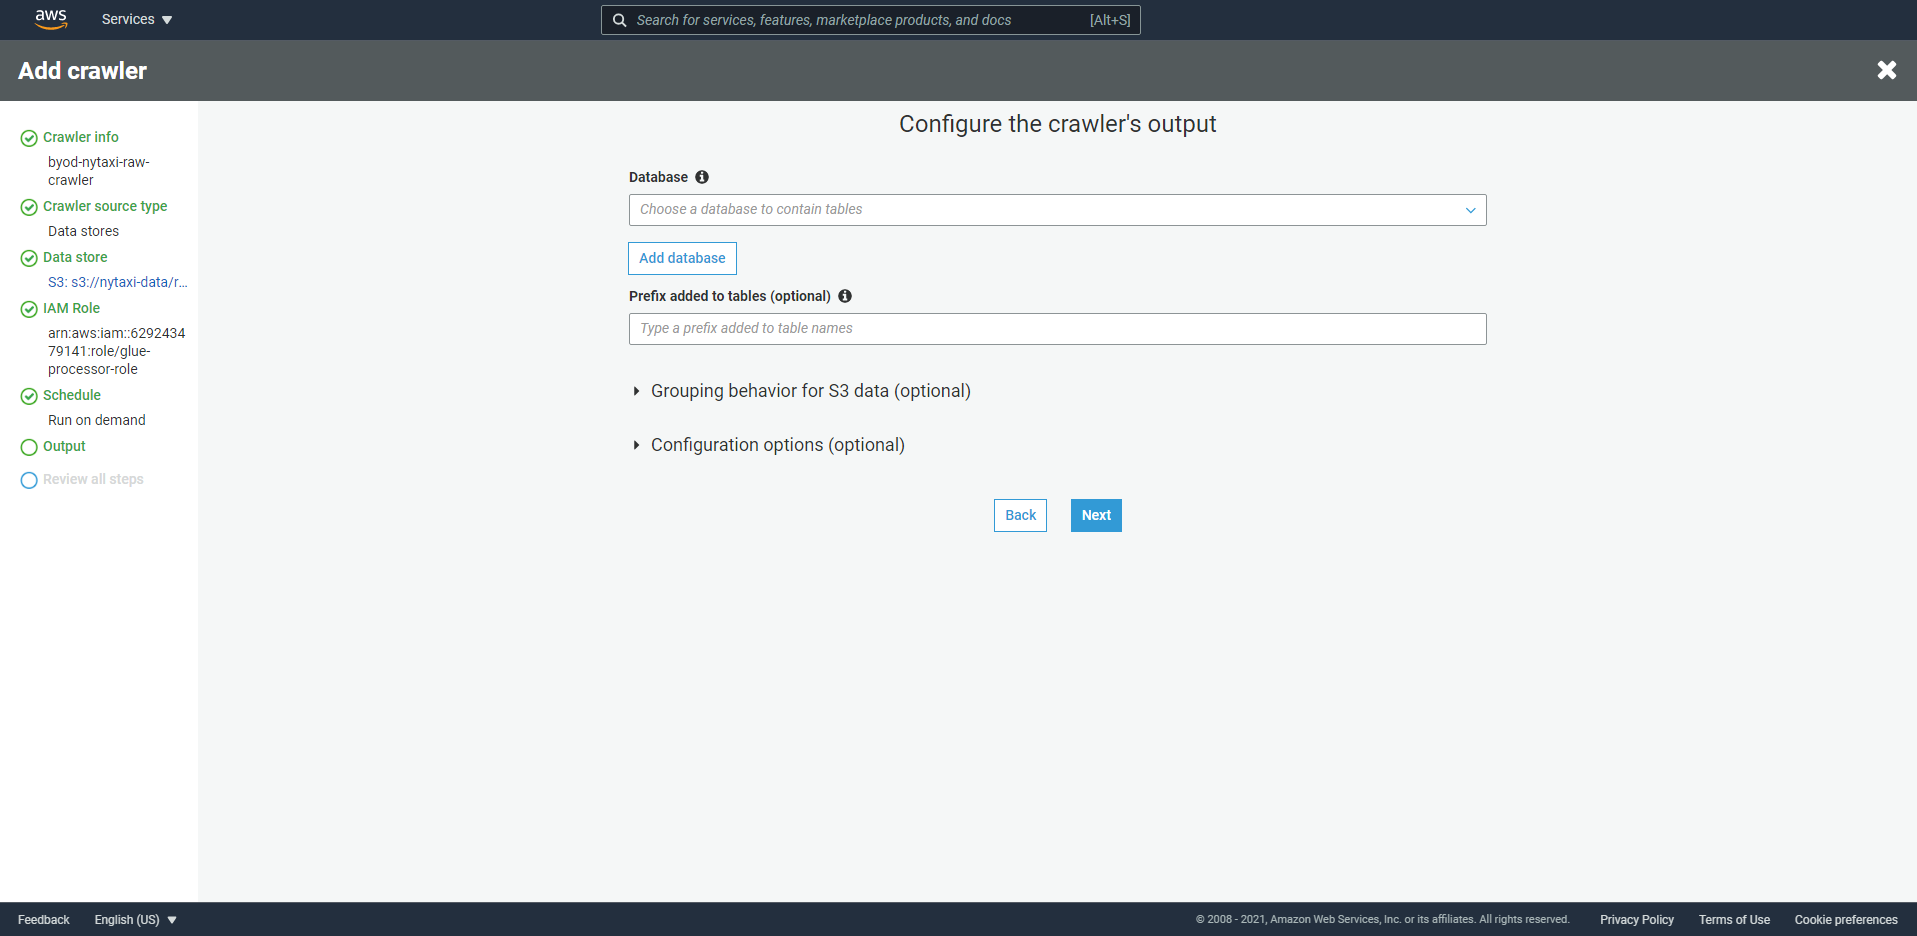 aws
Services
Search for services, features, marketplace products, and docs
[Alt+S]
Add crawler
Crawler info
byod-nytaxi-raw-
crawler
Crawler source type
Data stores
Data store
S3: s3://nytaxi-data/r...
IAM Role
arn:aws:iam::6292434
79141:role/glue-
processor-role
Schedule
Run on demand
Output
Review all steps
Configure the crawler's output
Database
Choose a database to contain tables
Add database
Prefix added to tables (optional)
Type a prefix added to table names
Grouping behavior for S3 data (optional)
Configuration options (optional)
Back
Next
Feedback
English (US)
© 2008 - 2021, Amazon Web Services, Inc. or its affiliates. All rights reserved.
Privacy Policy
Terms of Use
Cookie preferences